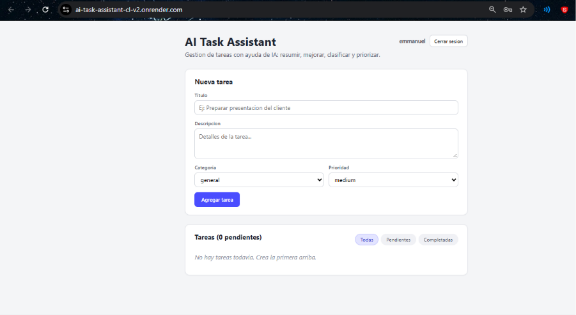 ai-task-assistant-cl-v2.onrender.com
AI Task Assistant
emmanuel
Cerrar sesion
Gestion de tareas con ayuda de IA: resumir, mejorar, clasificar y priorizar.
Nueva tarea
Titulo
Ej: Preparar presentacion del cliente
Descripcion
Detalles de la tarea...
Categoria Prioridad
general medium
Agregar tarea
Tareas (0 pendientes) Todas Pendientes Completadas
No hay tareas todavia. Crea la primera arriba.